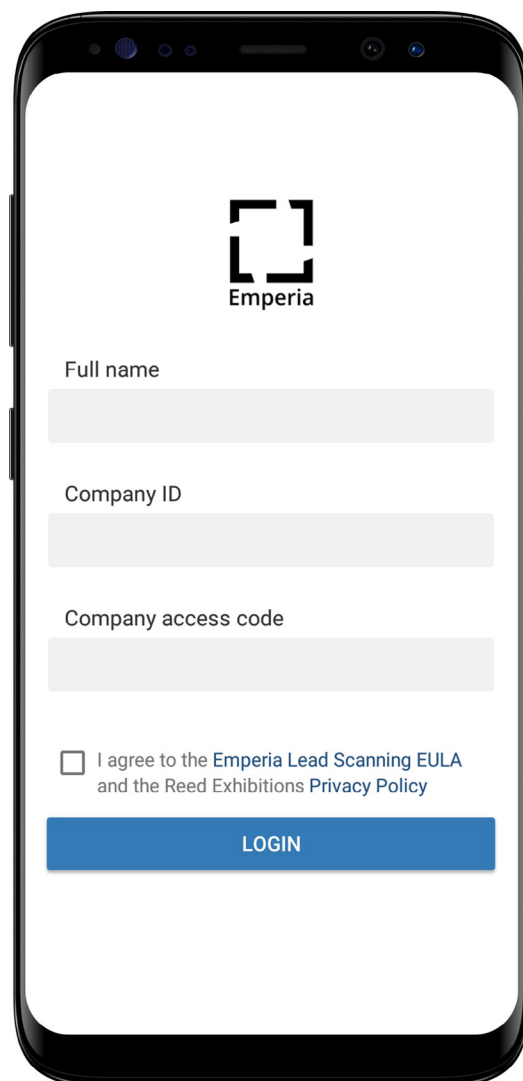 Emperia
Full name
Company ID
Company access code
I agree to the Emperia Lead Scanning EULA
and the Reed Exhibitions Privacy Policy
LOGIN